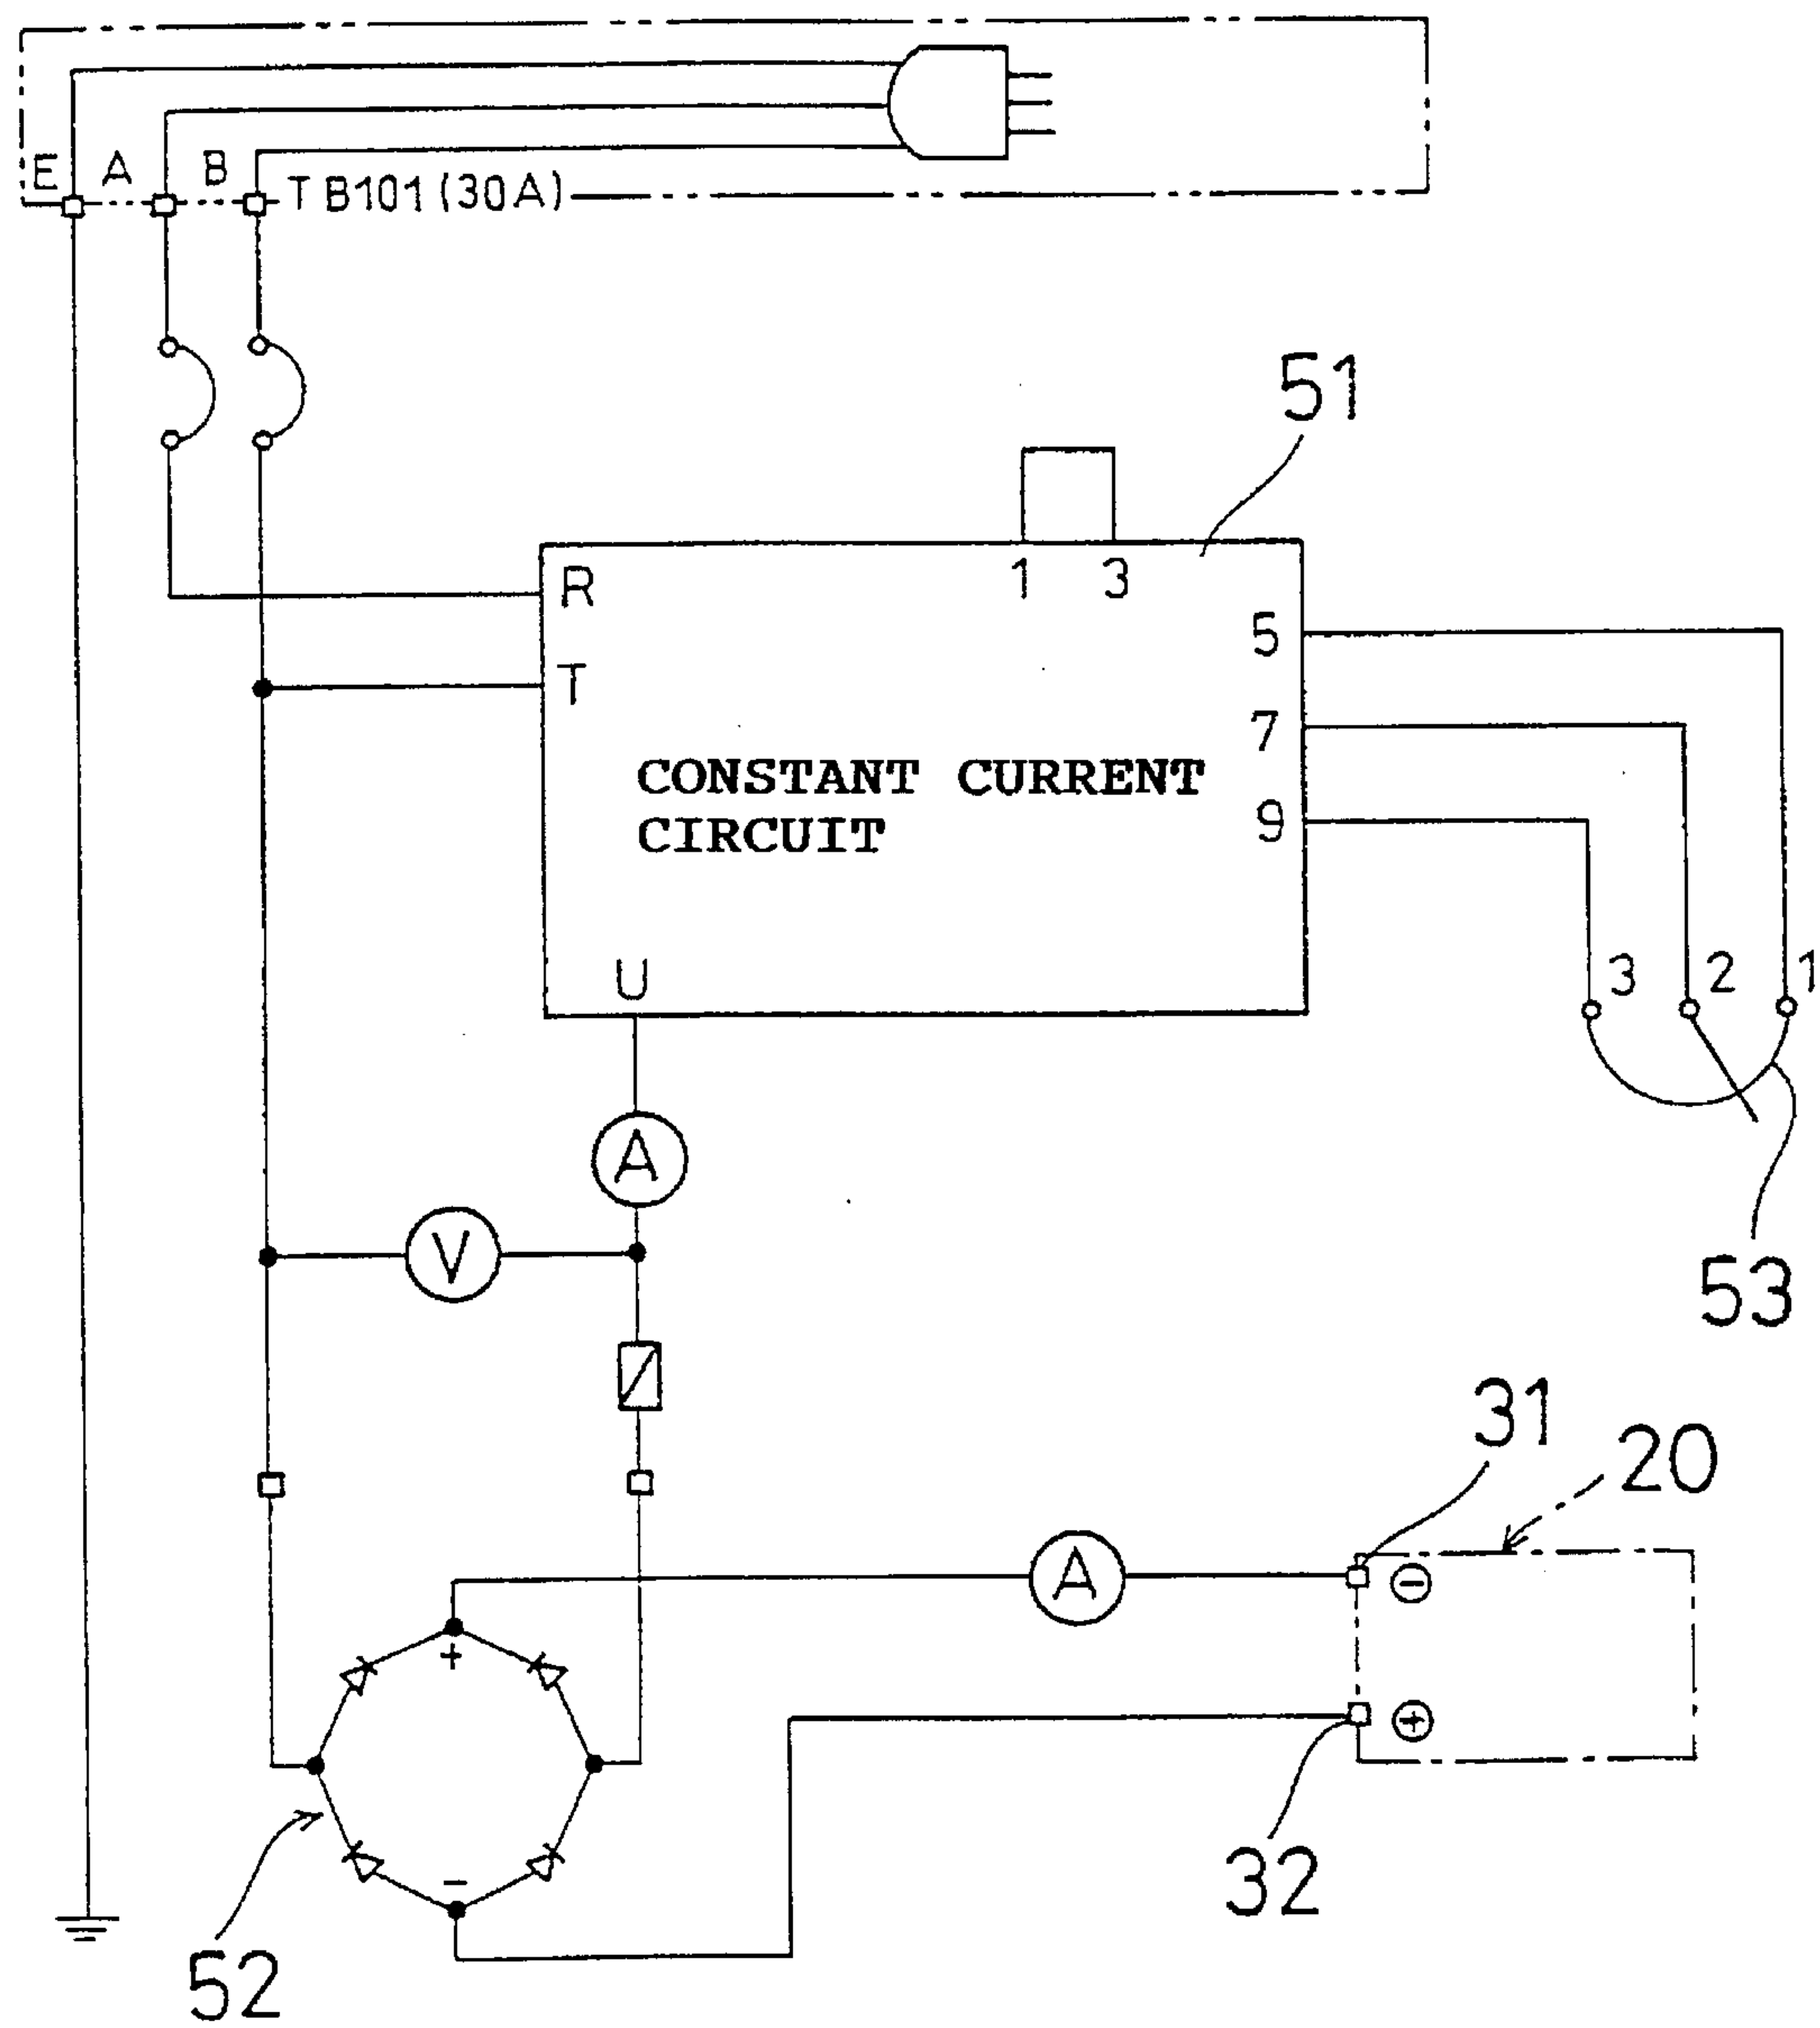 E A B TB101(30A)
51
1 3
R
5
T
7
CONSTANT CURRENT
9
CIRCUIT
U
3 2 1
A
V
53
31
20
A
−
+
+
−
32
52